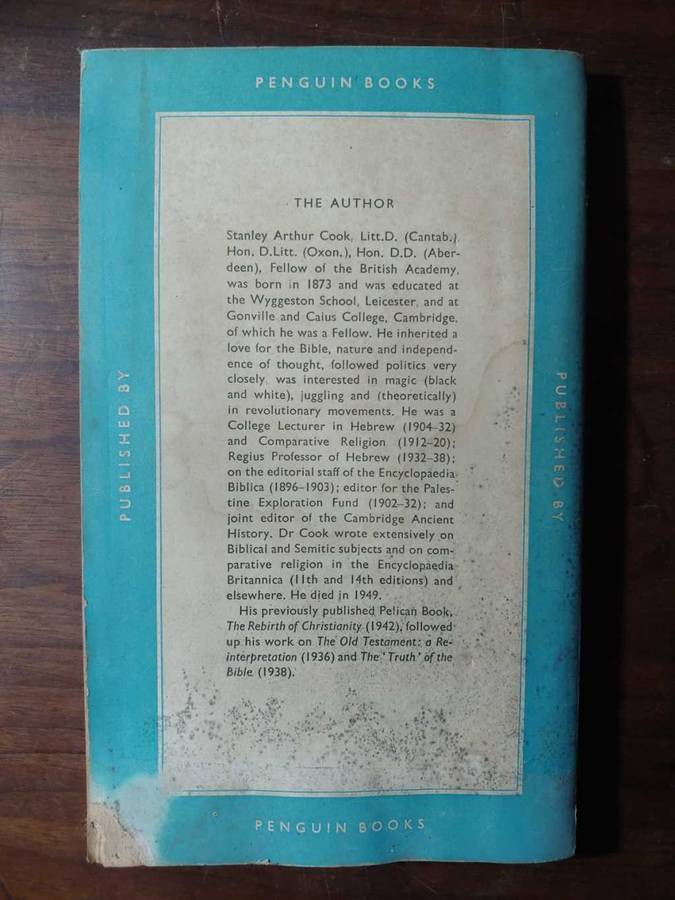 PENGUIN BOOKS
THE AUTHOR
Stanley Arthur Cook, Litt.D. (Cantab.)
Hon. D.Litt. (Oxon.), Hon. D.D. (Aber-
deen), Fellow of the British Academy,
was born in 1873 and was educated at
the Wyggeston School, Leicester, and at
Gonville and Caius College, Cambridge,
of which he was a Fellow. He inherited a
love for the Bible, nature and independ-
ence of thought, followed politics very
closely, was interested in magic (black
and white), juggling and (theoretically)
in revolutionary movements. He was a
College Lecturer in Hebrew (1904–32)
and Comparative Religion (1912–20);
Regius Professor of Hebrew (1932–38);
on the editorial staff of the Encyclopaedia
Biblica (1896–1903); editor for the Pales-
tine Exploration Fund (1902–32); and
joint editor of the Cambridge Ancient
History. Dr Cook wrote extensively on
Biblical and Semitic subjects and on com-
parative religion in the Encyclopaedia
Britannica (11th and 14th editions) and
elsewhere. He died in 1949.
His previously published Pelican Book,
The Rebirth of Christianity (1942), followed
up his work on The Old Testament: a Re-
interpretation (1936) and The 'Truth' of the
Bible (1938).
PUBLISHED BY
PUBLISHED BY
PENGUIN BOOKS